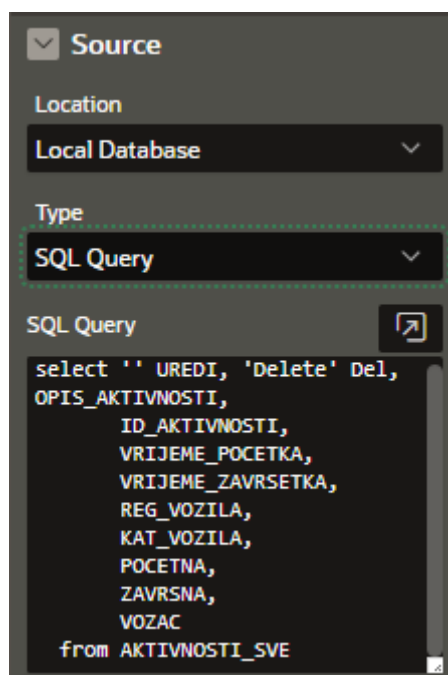 Source
Location
Local Database
Type
SQL Query
SQL Query
select '' UREDI, 'Delete' Del,
OPIS_AKTIVNOSTI,
ID_AKTIVNOSTI,
VRIJEME_POCETKA,
VRIJEME_ZAVRSETKA,
REG_VOZILA,
KAT_VOZILA,
POCETNA,
ZAVRSNA,
VOZAC
from AKTIVNOSTI_SVE